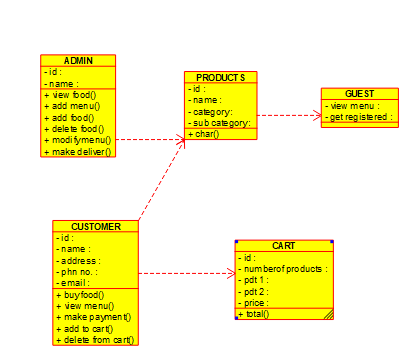 ADMIN
- id :
- name :
+ view food()
+ add menu()
+ add food()
+ delete food()
+ modifymenu()
+ make deliver()
PRODUCTS
- id :
- name :
- category:
- sub category:
+ char()
GUEST
- view menu :
- get registered :
CUSTOMER
- id :
- name :
- address :
- phn no. :
- email :
+ buyfood()
+ view menu()
+ make payment()
+ add to cart()
+ delete from cart()
CART
- id :
- numberof products :
- pdt 1 :
- pdt 2 :
- price :
+ total()